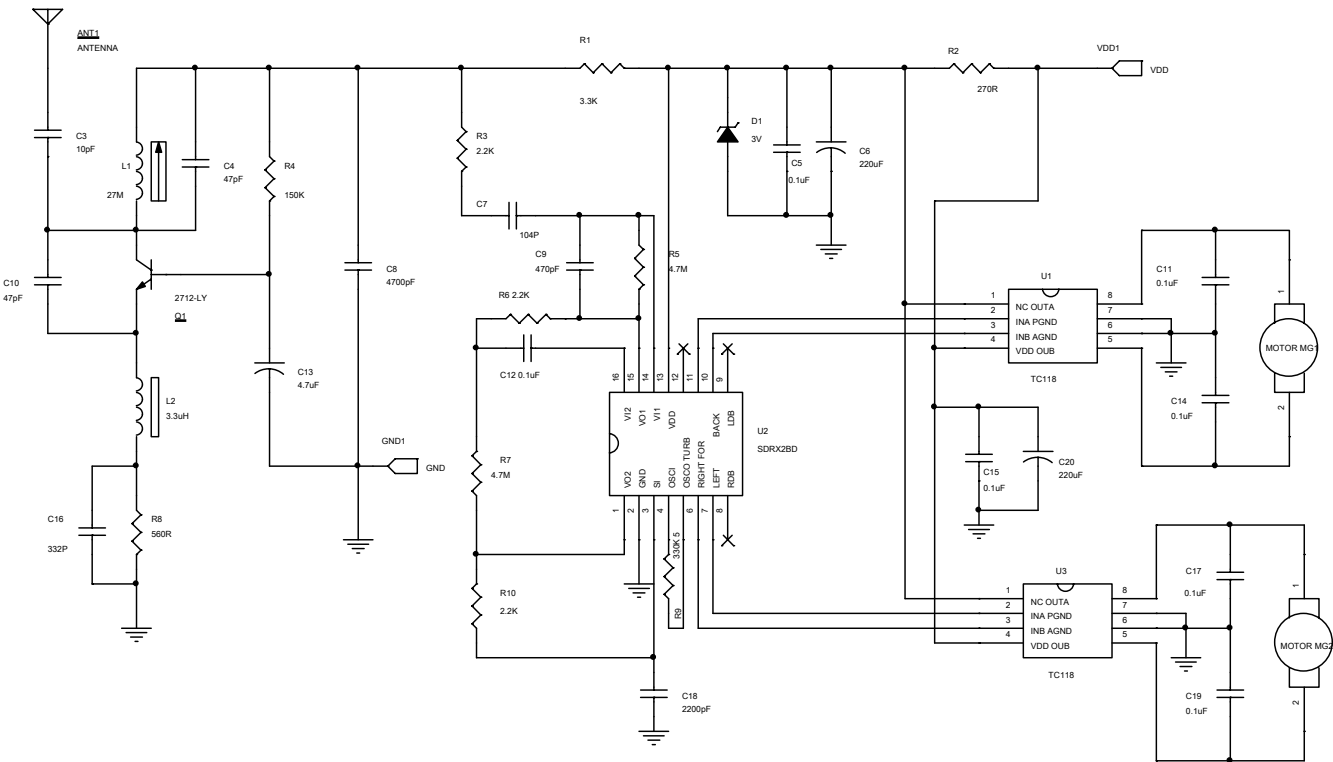 ANT1
ANTENNA
R1
3.3K
R2
270R
VDD1
VDD
C3
10pF
L1
27M
C4
47pF
R4
150K
R3
2.2K
D1
3V
C5
0.1uF
C6
220uF
C7
104P
C9
470pF
R5
4.7M
C8
4700pF
C10
47pF
2712-LY
Q1
R6 2.2K
C12 0.1uF
C13
4.7uF
L2
3.3uH
GND1
GND
R7
4.7M
C16
332P
R8
560R
R10
2.2K
16
15
14
13
12
11
10
9
VI2
VO1
VI1
VDD
BACK
LDB
VO2
GND
SI
OSCI
OSCO TURB
RIGHT FOR
LEFT
RDB
1
2
3
4
5
6
7
8
U2
SDRX2BD
330K
R9
C18
2200pF
U1
1
2
3
4
NC OUTA
INA PGND
INB AGND
VDD OUB
8
7
6
5
TC118
C11
0.1uF
C14
0.1uF
1
MOTOR MG1
2
C15
0.1uF
C20
220uF
U3
1
2
3
4
NC OUTA
INA PGND
INB AGND
VDD OUB
8
7
6
5
TC118
C17
0.1uF
C19
0.1uF
1
MOTOR MG2
2